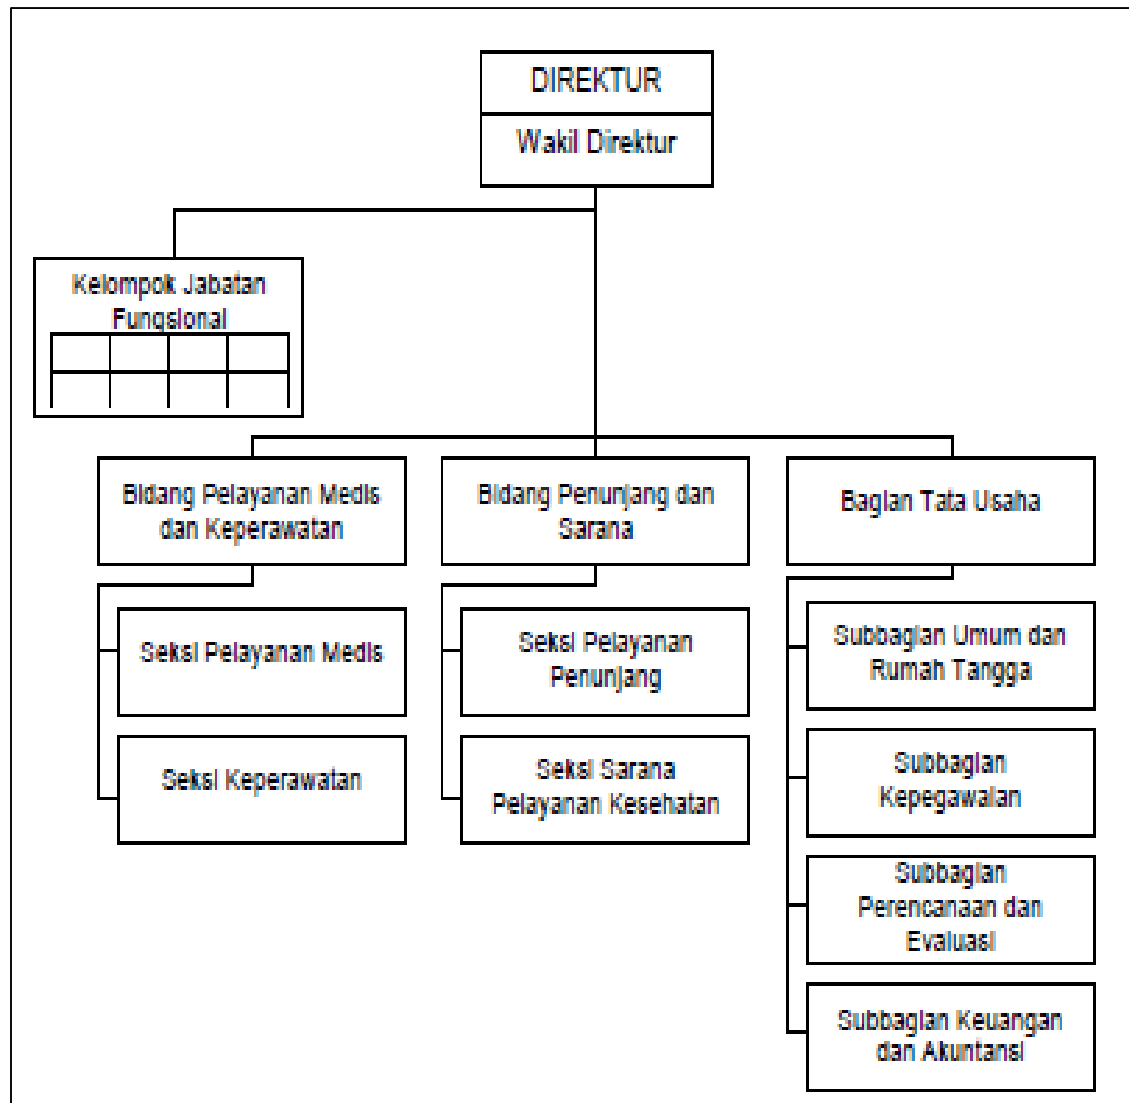 DIREKTUR
Wakil Direktur
Kelompok Jabatan
Fungsional
Bidang Pelayanan Medis
dan Keperawatan
Bidang Penunjang dan
Sarana
Bagian Tata Usaha
Seksi Pelayanan Medis
Seksi Keperawatan
Seksi Pelayanan
Penunjang
Seksi Sarana
Pelayanan Kesehatan
Subbagian Umum dan
Rumah Tangga
Subbagian
Kepegawaian
Subbagian
Perencanaan dan
Evaluasi
Subbagian Keuangan
dan Akuntansi